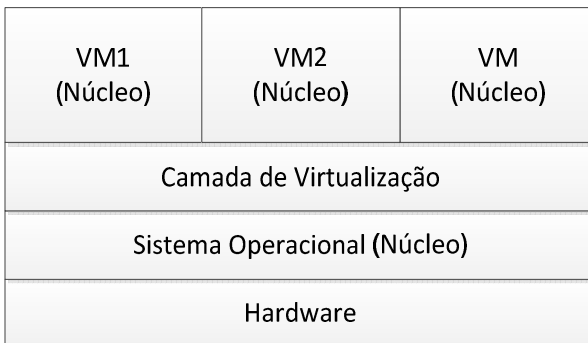 VM1
(Núcleo)
VM2
(Núcleo)
VM
(Núcleo)
Camada de Virtualização
Sistema Operacional (Núcleo)
Hardware